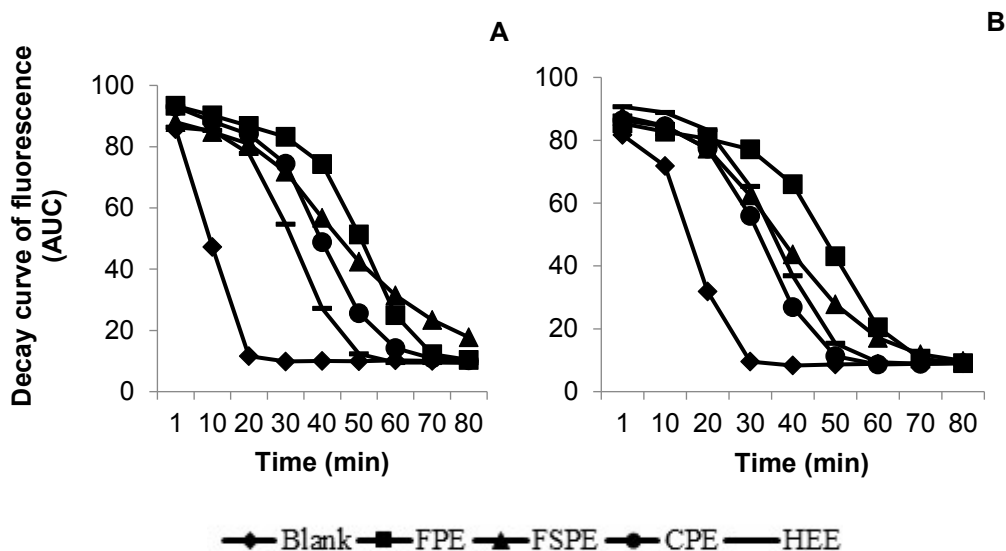 A
B
Decay curve of fluorescence
(AUC)
100
80
60
40
20
0
1 10 20 30 40 50 60 70 80
Time (min)
100
80
60
40
20
0
1 10 20 30 40 50 60 70 80
Time (min)
Blank FPE FSPE CPE HEE